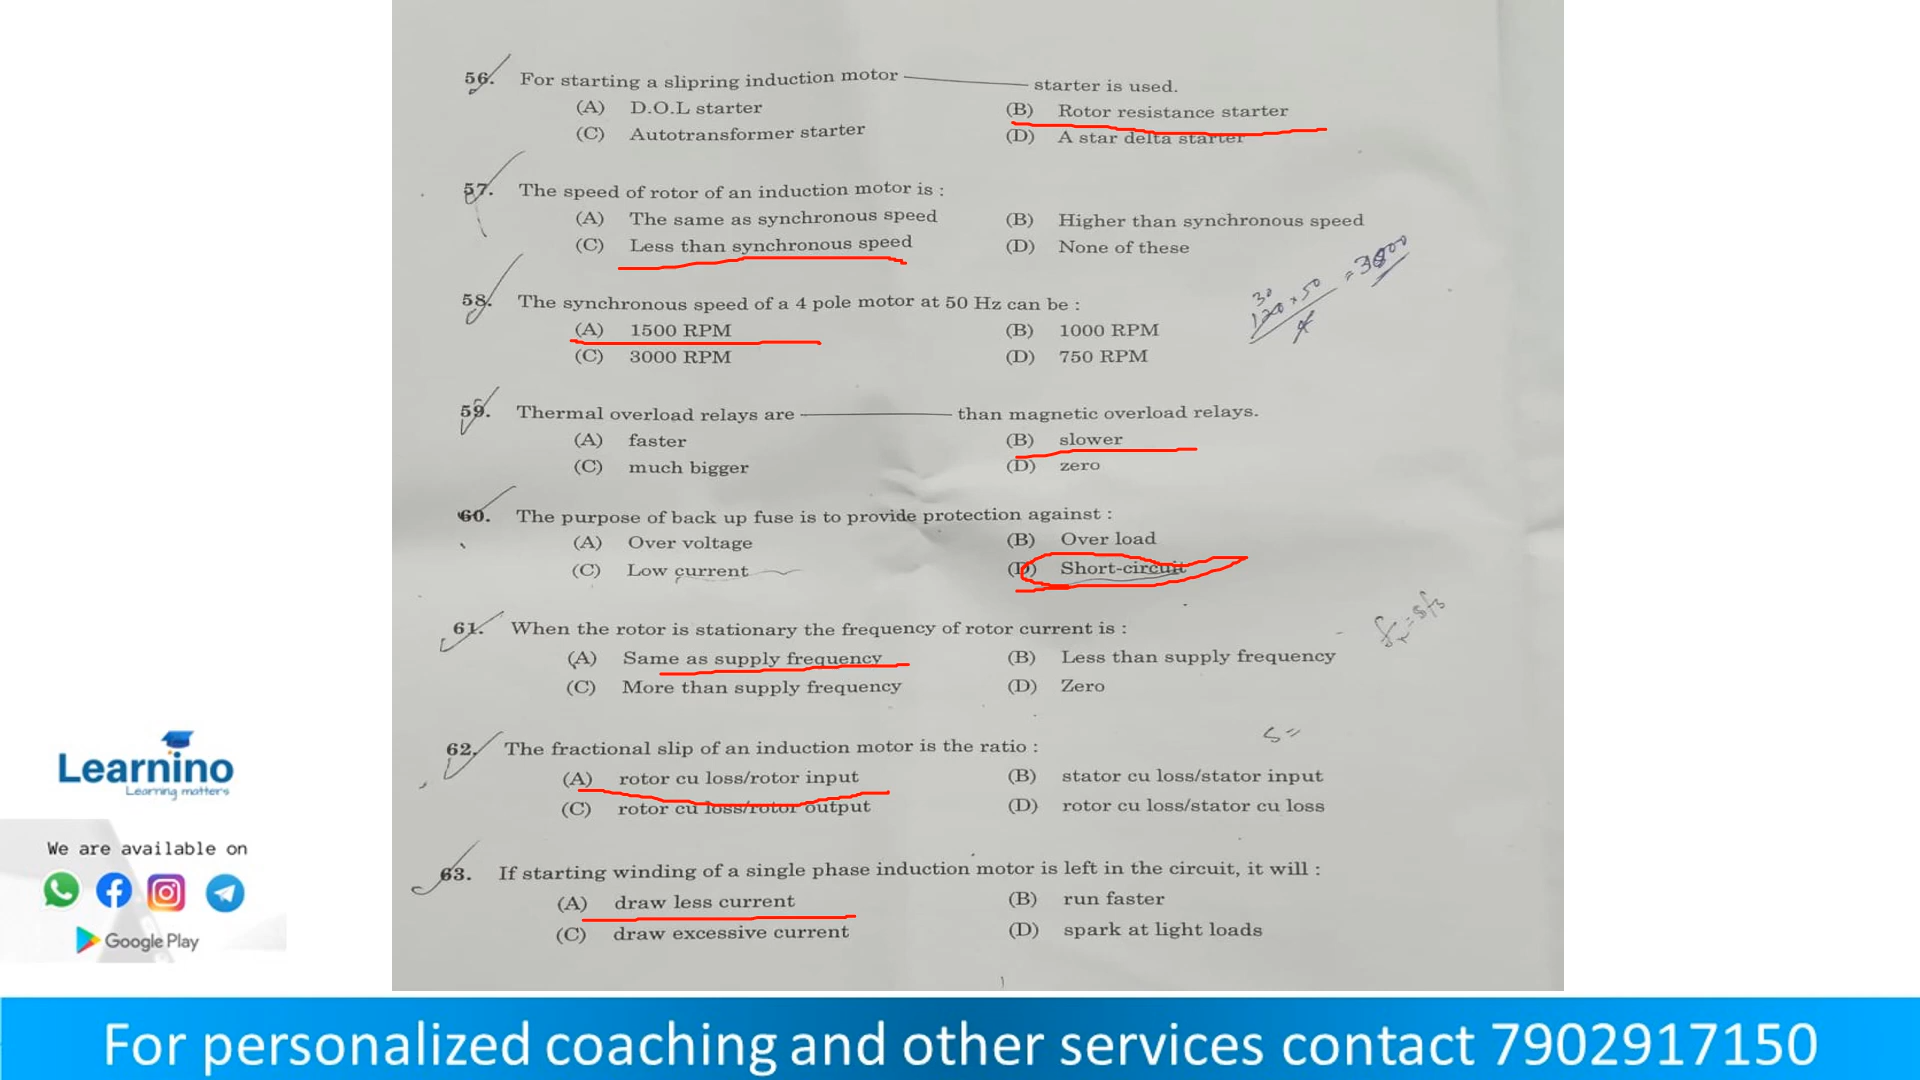 56. For starting a slipring induction motor ———— starter is used.
(A) D.O.L starter (B) Rotor resistance starter
(C) Autotransformer starter (D) A star delta starter
57. The speed of rotor of an induction motor is :
(A) The same as synchronous speed (B) Higher than synchronous speed
(C) Less than synchronous speed (D) None of these
58. The synchronous speed of a 4 pole motor at 50 Hz can be :
(A) 1500 RPM (B) 1000 RPM
(C) 3000 RPM (D) 750 RPM
59. Thermal overload relays are ———— than magnetic overload relays.
(A) faster (B) slower
(C) much bigger (D) zero
60. The purpose of back up fuse is to provide protection against :
(A) Over voltage (B) Over load
(C) Low current (D) Short-circuit
61. When the rotor is stationary the frequency of rotor current is :
(A) Same as supply frequency (B) Less than supply frequency
(C) More than supply frequency (D) Zero
62. The fractional slip of an induction motor is the ratio :
S =
(A) rotor cu loss/rotor input (B) stator cu loss/stator input
(C) rotor cu loss/rotor output (D) rotor cu loss/stator cu loss
63. If starting winding of a single phase induction motor is left in the circuit, it will :
(A) draw less current (B) run faster
(C) draw excessive current (D) spark at light loads
Learnino
Learning matters
We are available on
Google Play
For personalized coaching and other services contact 7902917150